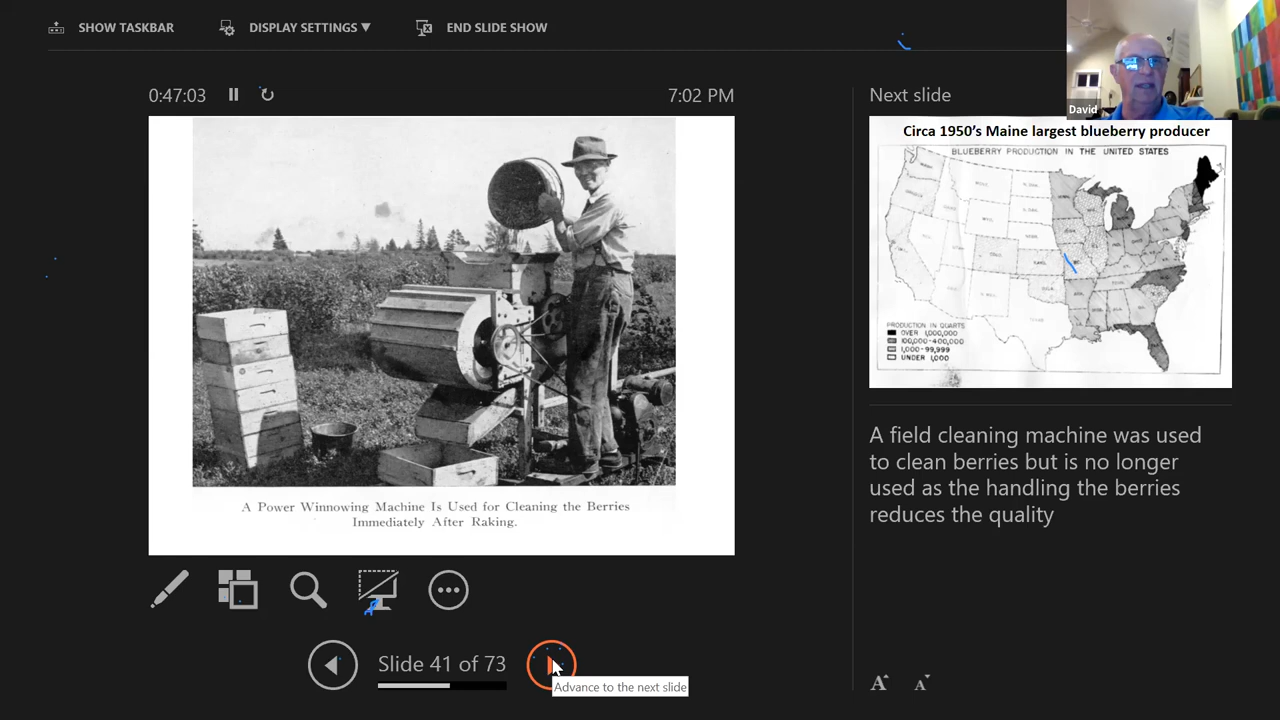 SHOW TASKBAR
DISPLAY SETTINGS ▼
END SLIDE SHOW
0:47:03
7:02 PM
Next slide
David
A Power Winnowing Machine Is Used for Cleaning the Berries
Immediately After Raking.
Circa 1950's Maine largest blueberry producer
BLUEBERRY PRODUCTION IN THE UNITED STATES
PRODUCTION IN QUARTS
OVER 1,000,000
100,000-400,000
1,000-99,999
UNDER 1,000
A field cleaning machine was used
to clean berries but is no longer
used as the handling the berries
reduces the quality
Slide 41 of 73
Advance to the next slide
A A